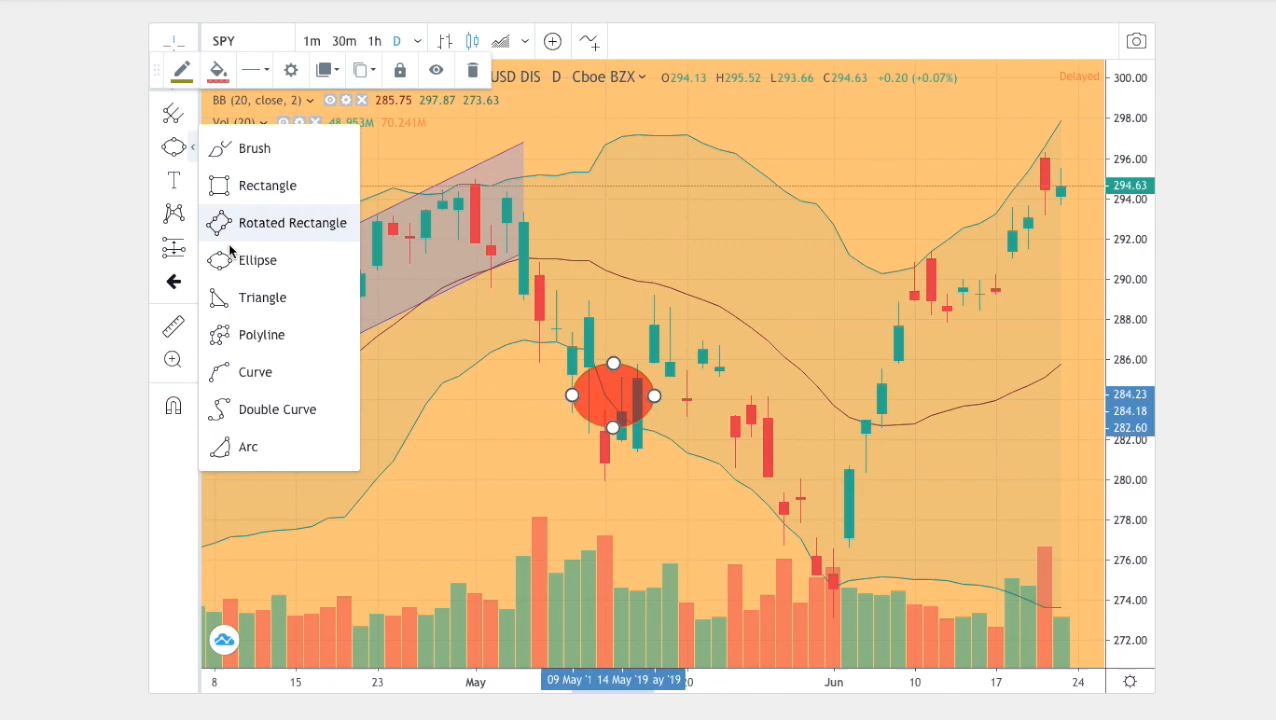 SPY 1m 30m 1h D
USD DIS D Cboe BZX O294.13 H295.52 L293.66 C294.63 +0.20 (+0.07%) Delayed
BB (20, close, 2) 285.75 297.87 273.63
Vol (20) 48.953M 70.241M
Brush
Rectangle
Rotated Rectangle
Ellipse
Triangle
Polyline
Curve
Double Curve
Arc
300.00
298.00
296.00
294.63
294.00
292.00
290.00
288.00
286.00
284.23
284.18
282.60
282.00
280.00
278.00
276.00
274.00
272.00
8 15 23 May 09 May '1 14 May '19 ay '19 20 Jun 10 17 24